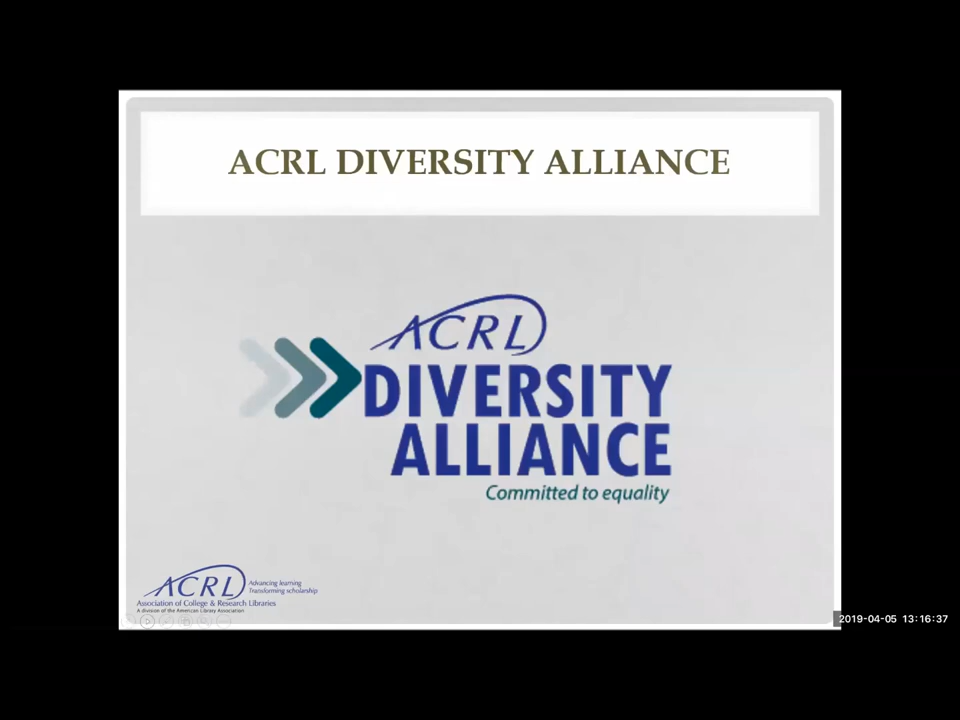 ACRL DIVERSITY ALLIANCE
ACRL
DIVERSITY
ALLIANCE
Committed to equality
ACRL
Advancing learning
Transforming scholarship
Association of College & Research Libraries
A division of the American Library Association
2019-04-05 13:16:37